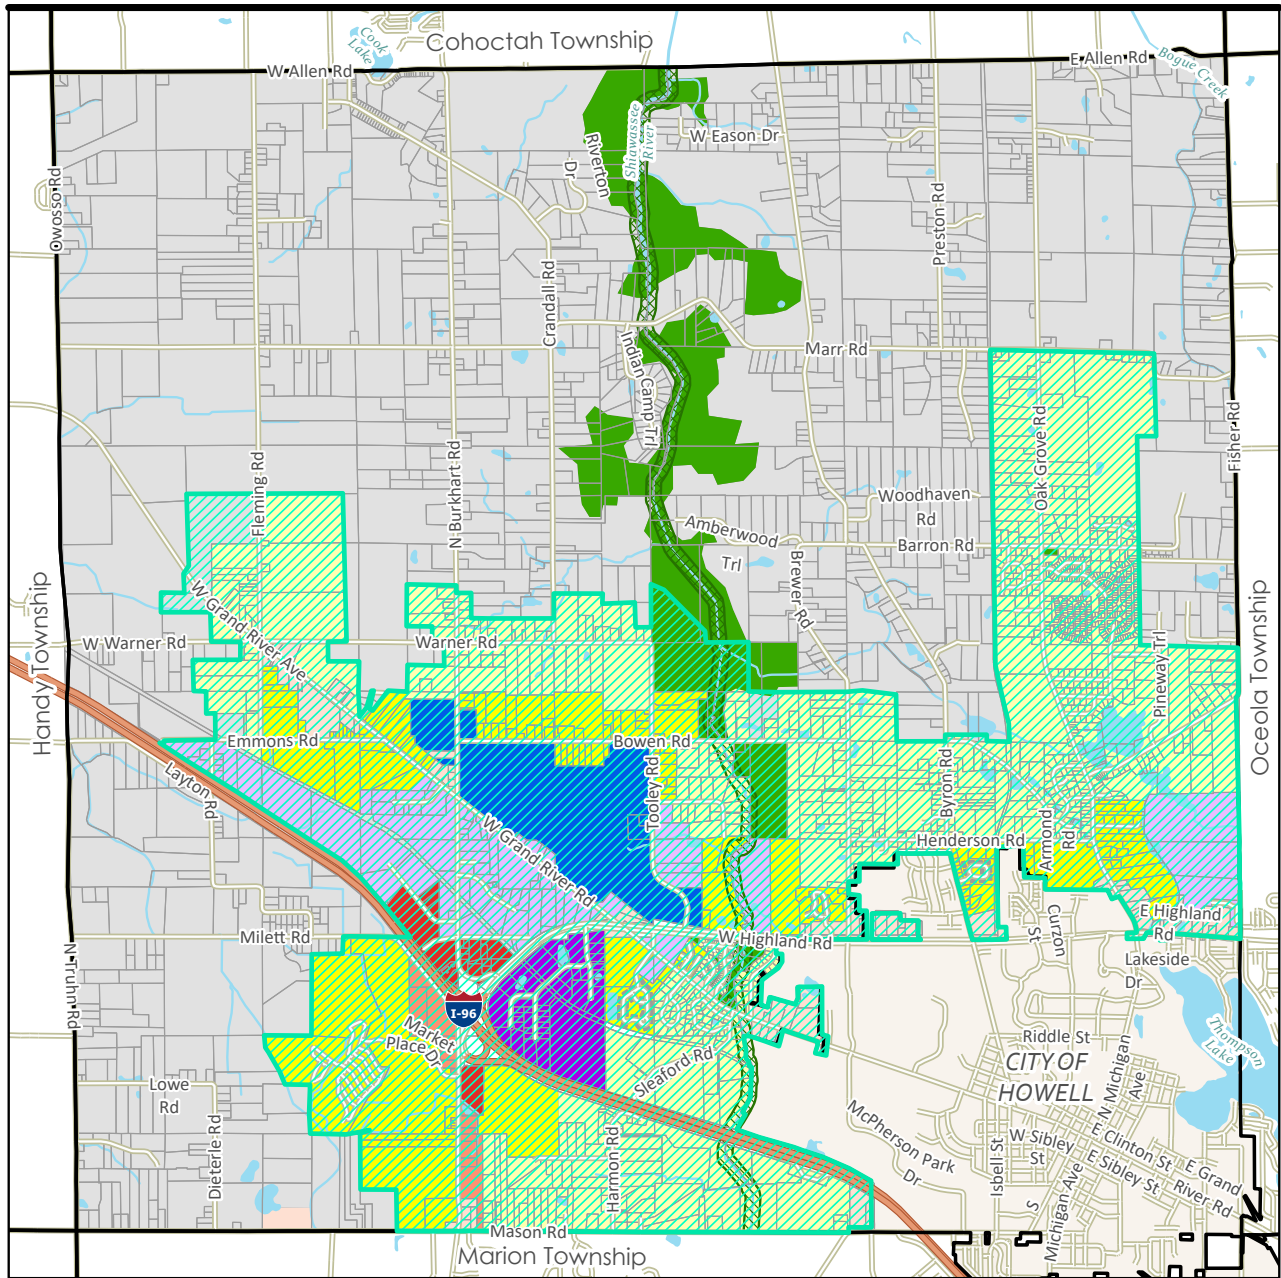 Cohoctah Township
Cook
Lake
W Allen Rd
E Allen Rd
Bogue Creek
Shiawassee
River
W Eason Dr
Riverton
Dr
Owosso Rd
Preston Rd
Crandall Rd
Indian Camp Trl
Marr Rd
Fisher Rd
Oak Grove Rd
Fleming Rd
N Burkhart Rd
Woodhaven
Rd
Amberwood
Trl
Barron Rd
Brewer Rd
Handy Township
W Grand River Ave
W Warner Rd
Warner Rd
Pineway Trl
Oceola Township
Emmons Rd
Bowen Rd
Layton Rd
Tooley Rd
Byron Rd
W Grand River Rd
Henderson Rd
Armond
Rd
E Highland
Rd
Milett Rd
W Highland Rd
Curzon
St
Lakeside
Dr
N Truhn Rd
I-96
Market
Place Dr
Riddle St
Thompson
Lake
CITY OF
HOWELL
Sleaford Rd
N Michigan
Ave
Lowe
Rd
McPherson Park
Dr
Dieterle Rd
Harmon Rd
Isbell St
W Sibley
St
E Clinton St
E Sibley St
E Grand
River Rd
S
Michigan Ave
Mason Rd
Marion Township